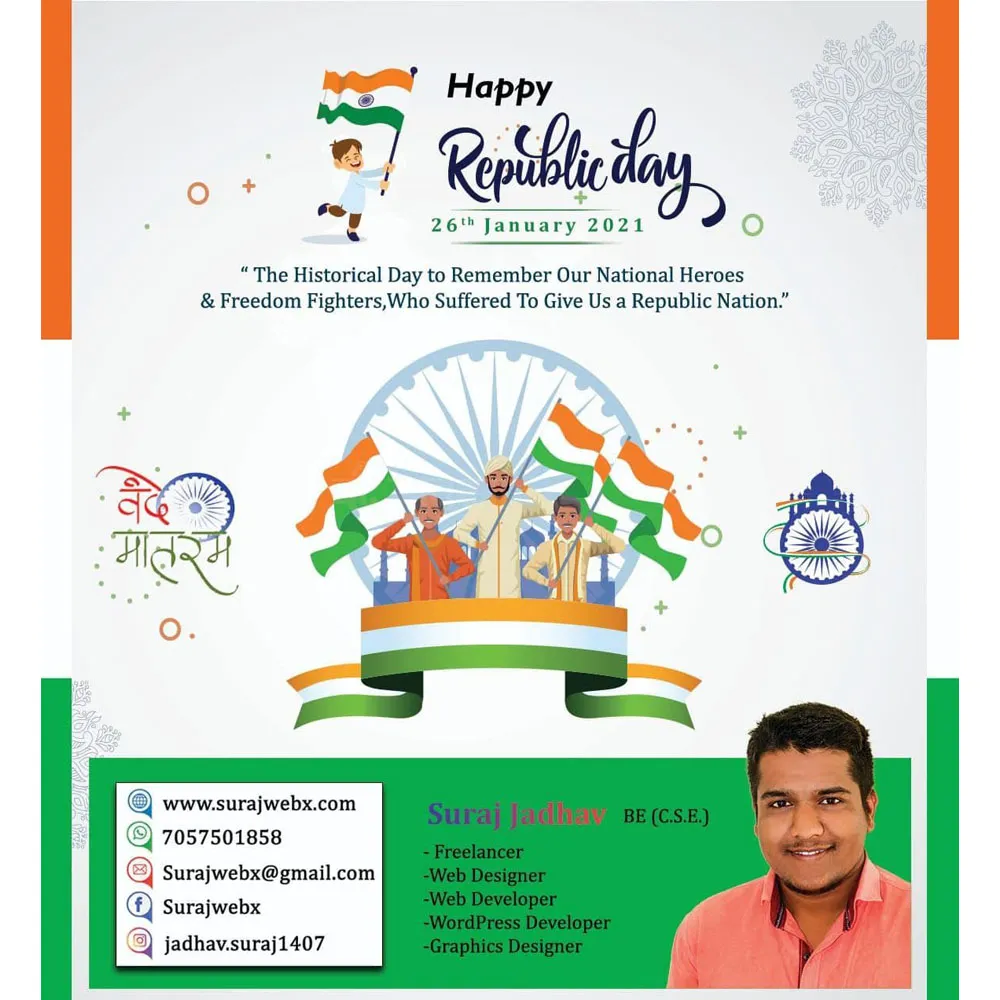 Happy
Republic day
26th January 2021
“ The Historical Day to Remember Our National Heroes
& Freedom Fighters,Who Suffered To Give Us a Republic Nation.”
वंदे
मातरम
www.surajwebx.com
7057501858
Surajwebx@gmail.com
Surajwebx
jadhav.suraj1407
Suraj Jadhav BE (C.S.E.)
- Freelancer
-Web Designer
-Web Developer
-WordPress Developer
-Graphics Designer